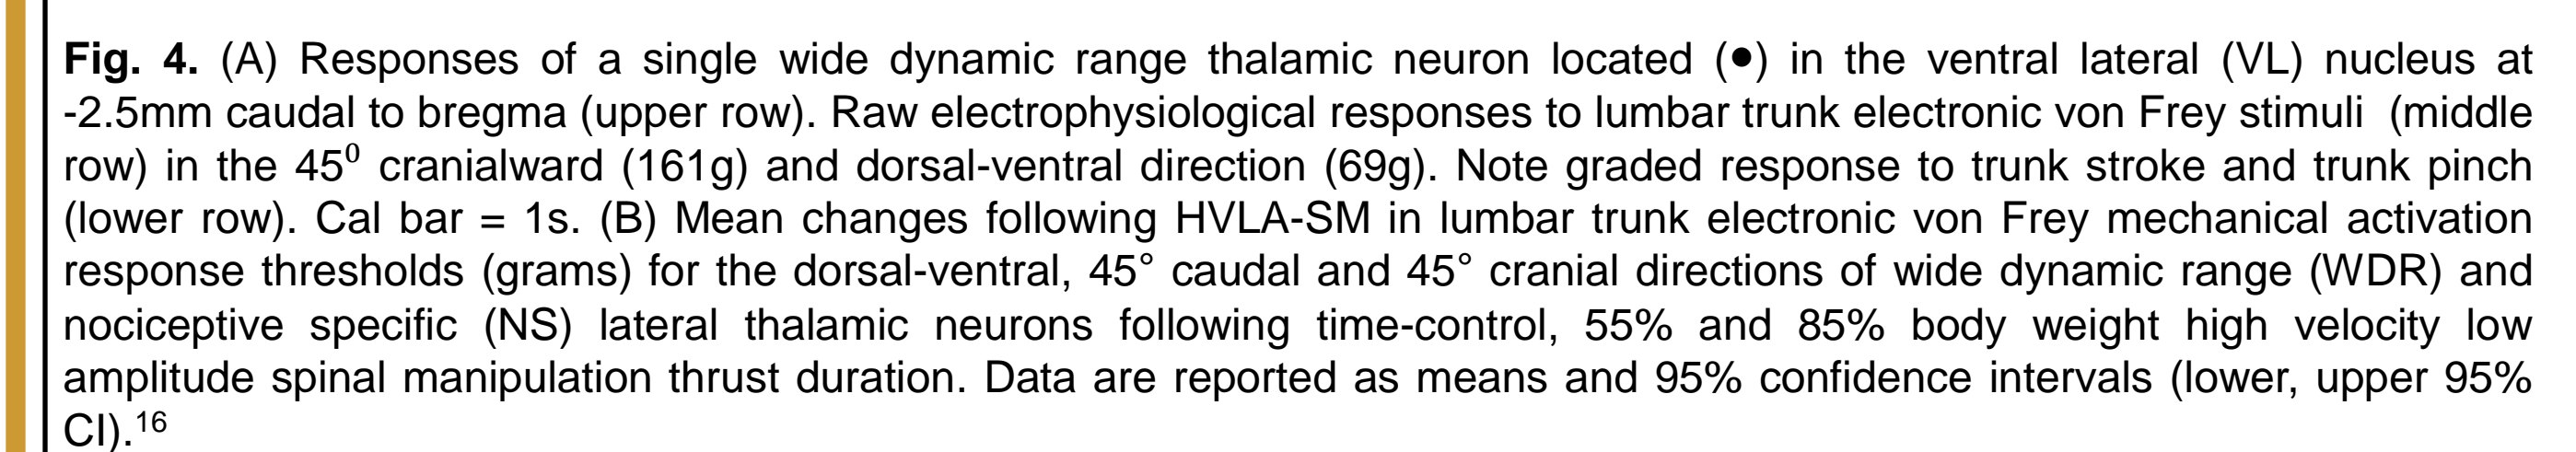 Fig. 4. (A) Responses of a single wide dynamic range thalamic neuron located (●) in the ventral lateral (VL) nucleus at
-2.5mm caudal to bregma (upper row). Raw electrophysiological responses to lumbar trunk electronic von Frey stimuli (middle
row) in the 45⁰ cranialward (161g) and dorsal-ventral direction (69g). Note graded response to trunk stroke and trunk pinch
(lower row). Cal bar = 1s. (B) Mean changes following HVLA-SM in lumbar trunk electronic von Frey mechanical activation
response thresholds (grams) for the dorsal-ventral, 45° caudal and 45° cranial directions of wide dynamic range (WDR) and
nociceptive specific (NS) lateral thalamic neurons following time-control, 55% and 85% body weight high velocity low
amplitude spinal manipulation thrust duration. Data are reported as means and 95% confidence intervals (lower, upper 95%
CI).¹⁶